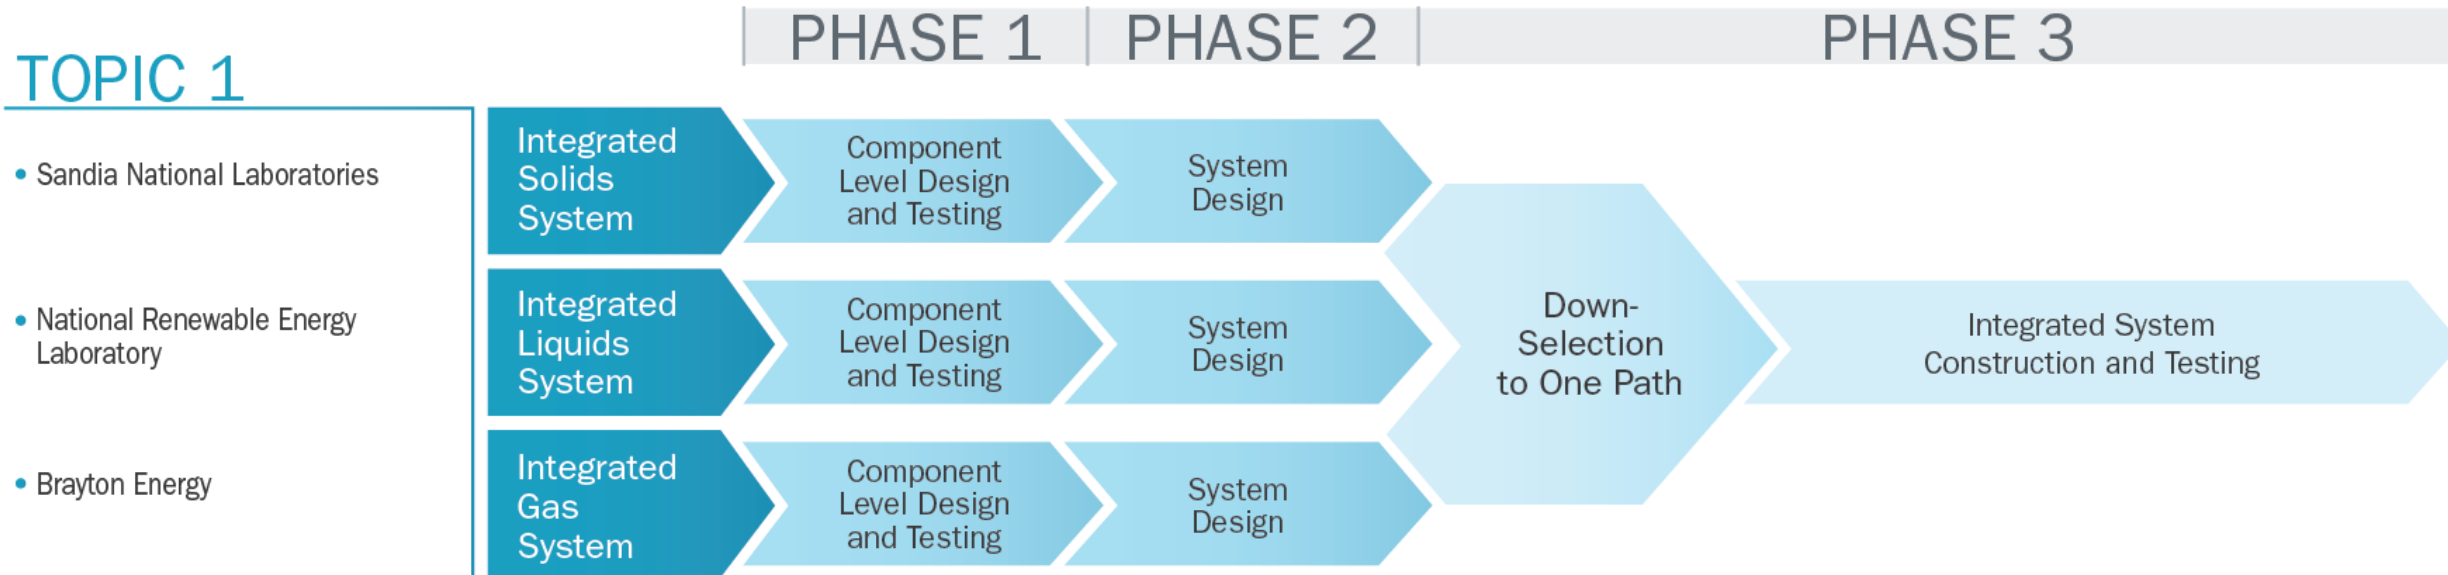 PHASE 1
PHASE 2
PHASE 3
TOPIC 1
• Sandia National Laboratories
Integrated
Solids
System
Component
Level Design
and Testing
System
Design
• National Renewable Energy
Laboratory
Integrated
Liquids
System
Component
Level Design
and Testing
System
Design
Down-
Selection
to One Path
Integrated System
Construction and Testing
• Brayton Energy
Integrated
Gas
System
Component
Level Design
and Testing
System
Design